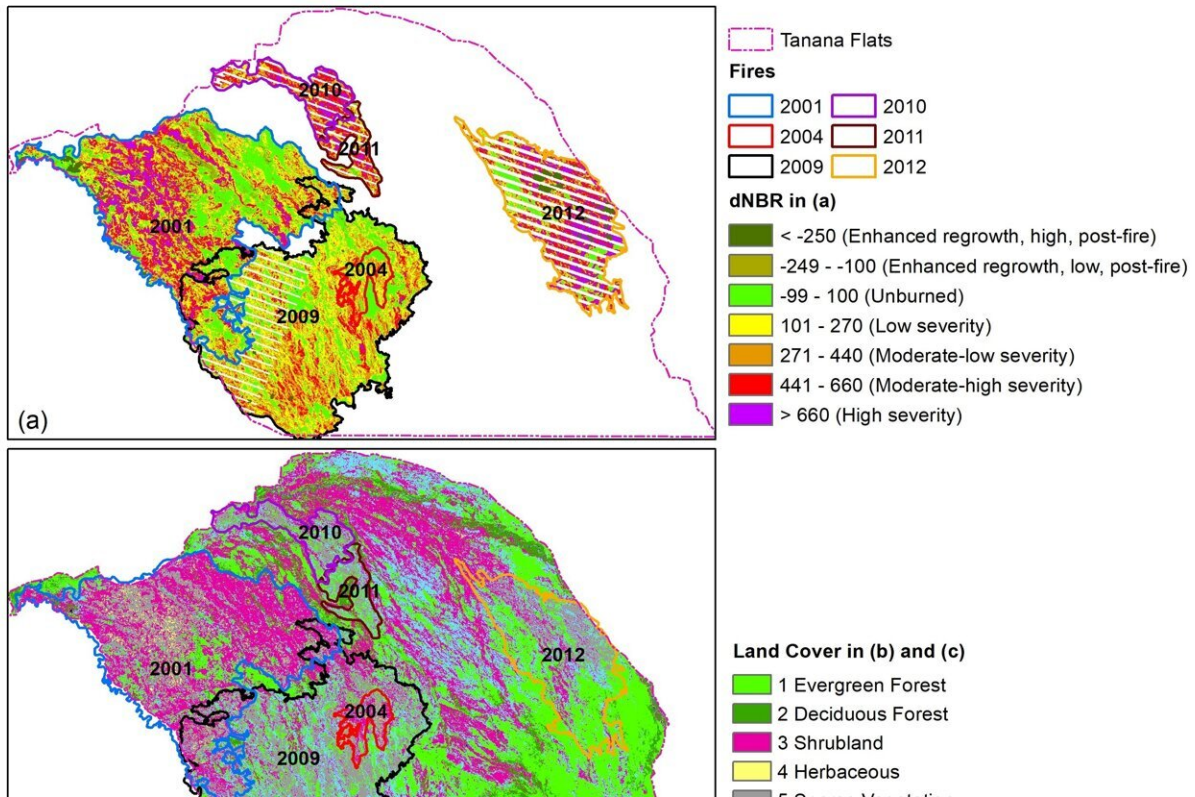 Tanana Flats
Fires
2001 2010
2004 2011
2009 2012
dNBR in (a)
< -250 (Enhanced regrowth, high, post-fire)
-249 - -100 (Enhanced regrowth, low, post-fire)
-99 - 100 (Unburned)
101 - 270 (Low severity)
271 - 440 (Moderate-low severity)
441 - 660 (Moderate-high severity)
> 660 (High severity)
2010
2011
2001
2012
2004
2009
(a)
2010
2011
2001
2012
2004
2009
Land Cover in (b) and (c)
1 Evergreen Forest
2 Deciduous Forest
3 Shrubland
4 Herbaceous